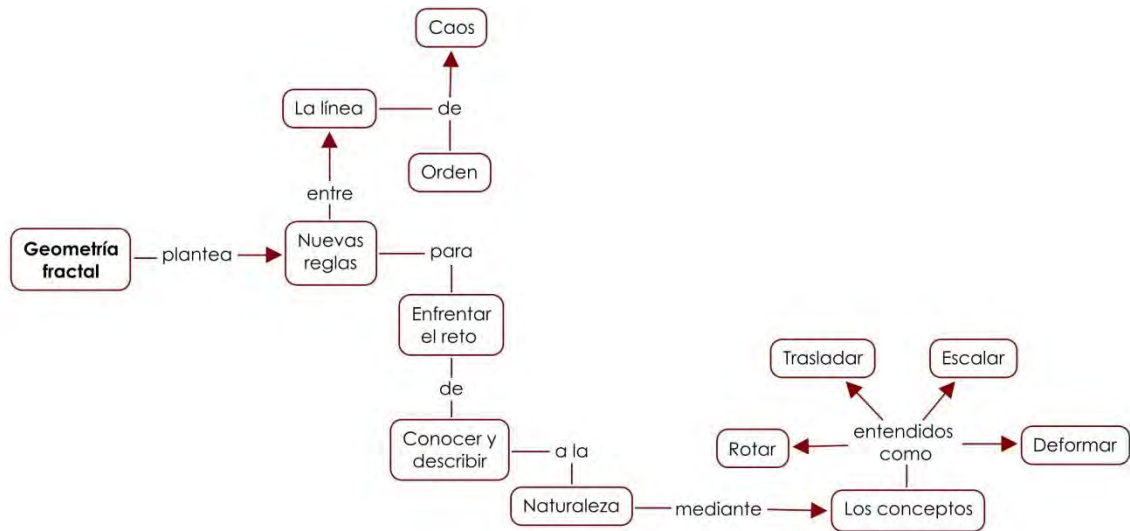 Caos
La línea
de
Orden
entre
Geometría
fractal
plantea
Nuevas
reglas
para
Enfrentar
el reto
de
Conocer y
describir
a la
Naturaleza
mediante
Los conceptos
entendidos
como
Rotar
Trasladar
Escalar
Deformar